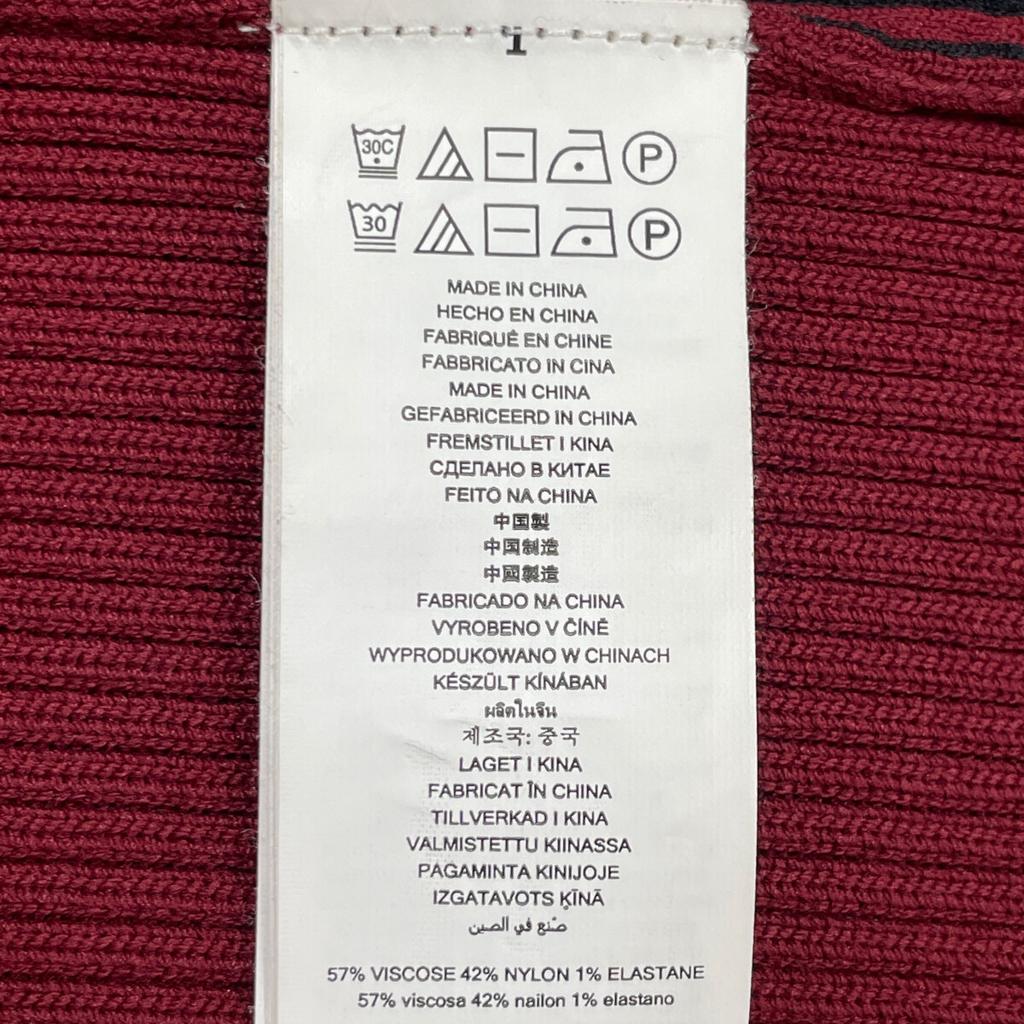 1
30C P
30 P
MADE IN CHINA
HECHO EN CHINA
FABRIQUÉ EN CHINE
FABBRICATO IN CINA
MADE IN CHINA
GEFABRICEERD IN CHINA
FREMSTILLET I KINA
СДЕЛАНО В КИТАЕ
FEITO NA CHINA
中国製
中国制造
中國製造
FABRICADO NA CHINA
VYROBENO V ČÍNĚ
WYPRODUKOWANO W CHINACH
KÉSZÜLT KÍNÁBAN
ผลิตในจีน
제조국: 중국
LAGET I KINA
FABRICAT ÎN CHINA
TILLVERKAD I KINA
VALMISTETTU KIINASSA
PAGAMINTA KINIJOJE
IZGATAVOTS ĶĪNĀ
صّنع في الصين
57% VISCOSE 42% NYLON 1% ELASTANE
57% viscosa 42% nailon 1% elastano